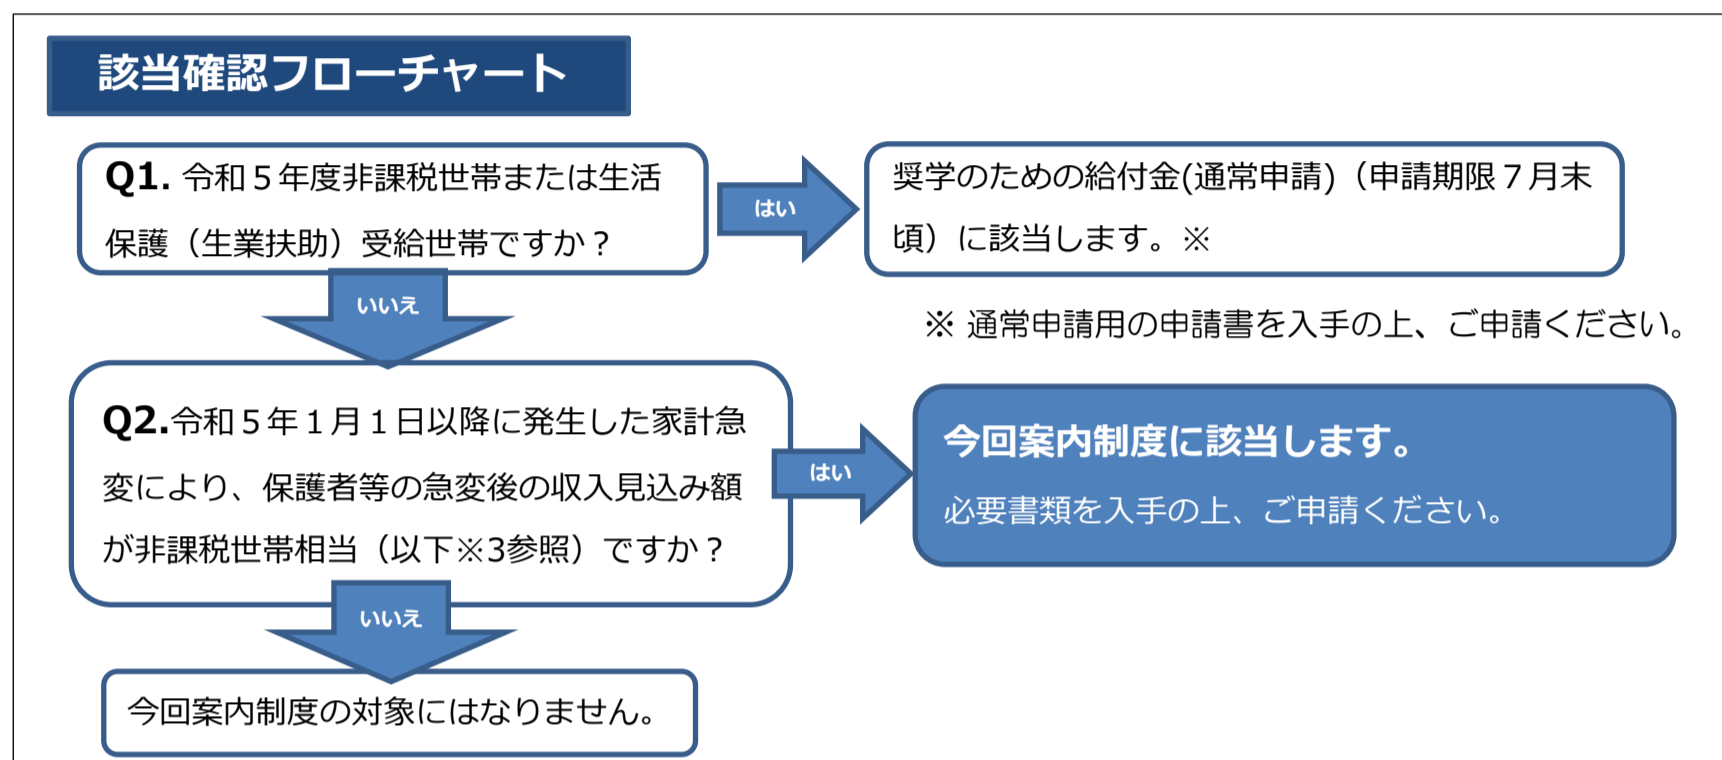 該当確認フローチャート
Q1. 令和５年度非課税世帯または生活
保護（生業扶助）受給世帯ですか？
はい
奨学のための給付金(通常申請)（申請期限７月末
頃）に該当します。※
いいえ
※ 通常申請用の申請書を入手の上、ご申請ください。
Q2.令和５年１月１日以降に発生した家計急
変により、保護者等の急変後の収入見込み額
が非課税世帯相当（以下※3参照）ですか？
はい
今回案内制度に該当します。
必要書類を入手の上、ご申請ください。
いいえ
今回案内制度の対象にはなりません。